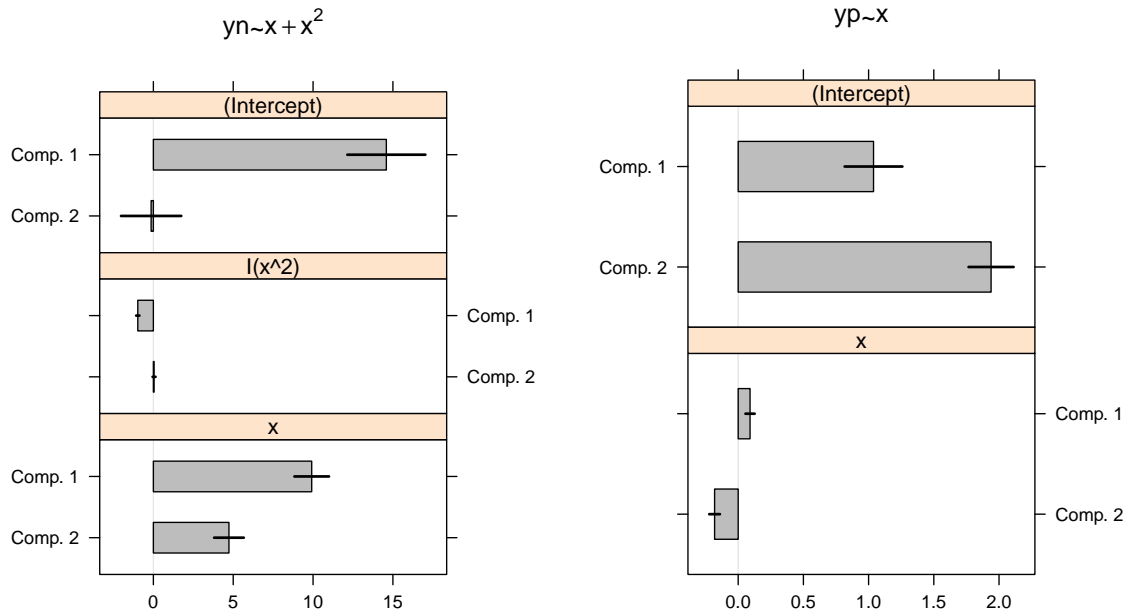 yn~x + x²
(Intercept)
Comp. 1
Comp. 2
I(x^2)
Comp. 1
Comp. 2
x
Comp. 1
Comp. 2
0 5 10 15
yp~x
(Intercept)
Comp. 1
Comp. 2
x
Comp. 1
Comp. 2
0.0 0.5 1.0 1.5 2.0